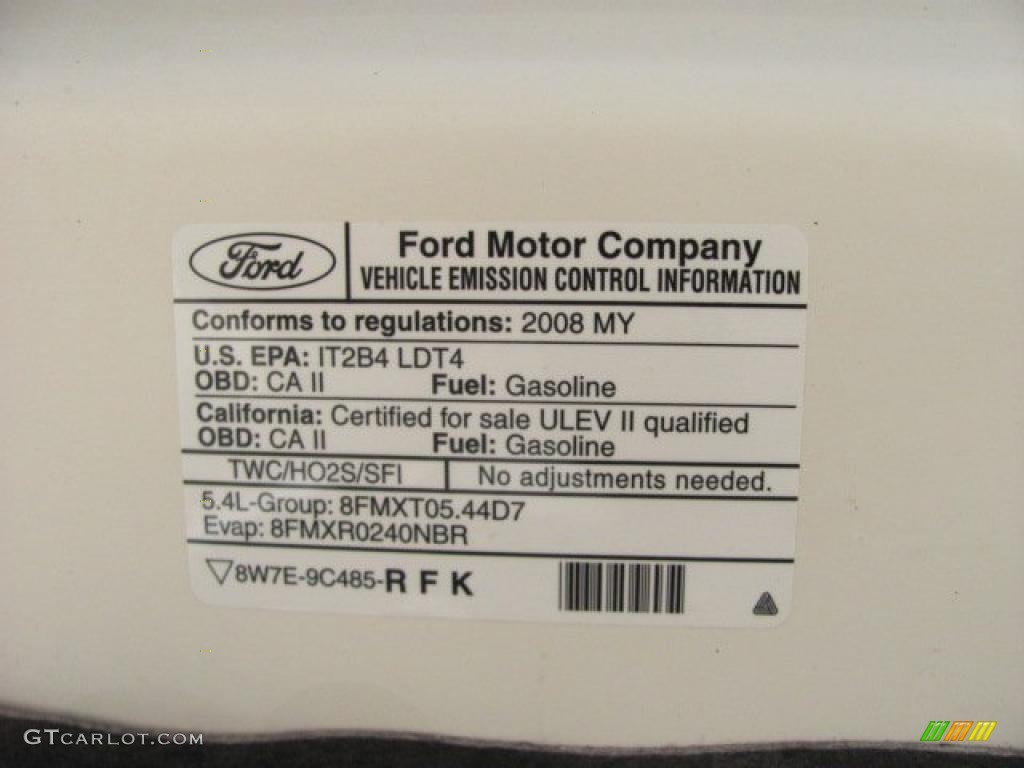 Ford
Ford Motor Company
VEHICLE EMISSION CONTROL INFORMATION
Conforms to regulations: 2008 MY
U.S. EPA: IT2B4 LDT4
OBD: CA II Fuel: Gasoline
California: Certified for sale ULEV II qualified
OBD: CA II Fuel: Gasoline
TWC/HO2S/SFI No adjustments needed.
5.4L-Group: 8FMXT05.44D7
Evap: 8FMXR0240NBR
8W7E-9C485-R F K
GTCARLOT.COM